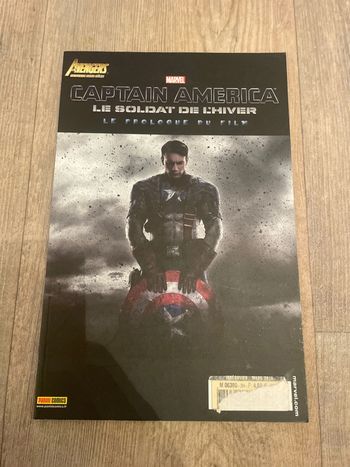 AVENGERS
MARVEL
CAPTAIN AMERICA
LE SOLDAT DE L'HIVER
LE PROLOGUE DU FILM
PANINI COMICS
marvel.com